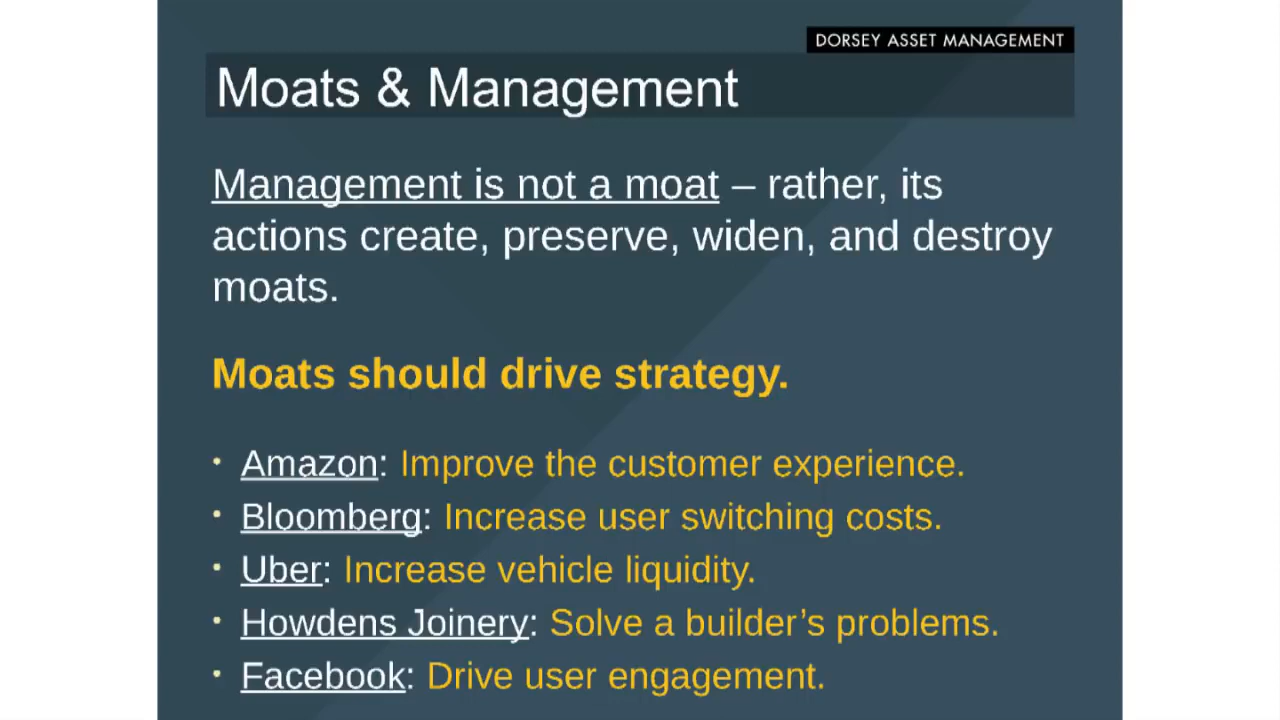 DORSEY ASSET MANAGEMENT
Moats & Management
Management is not a moat – rather, its
actions create, preserve, widen, and destroy
moats.
Moats should drive strategy.
• Amazon: Improve the customer experience.
• Bloomberg: Increase user switching costs.
• Uber: Increase vehicle liquidity.
• Howdens Joinery: Solve a builder’s problems.
• Facebook: Drive user engagement.